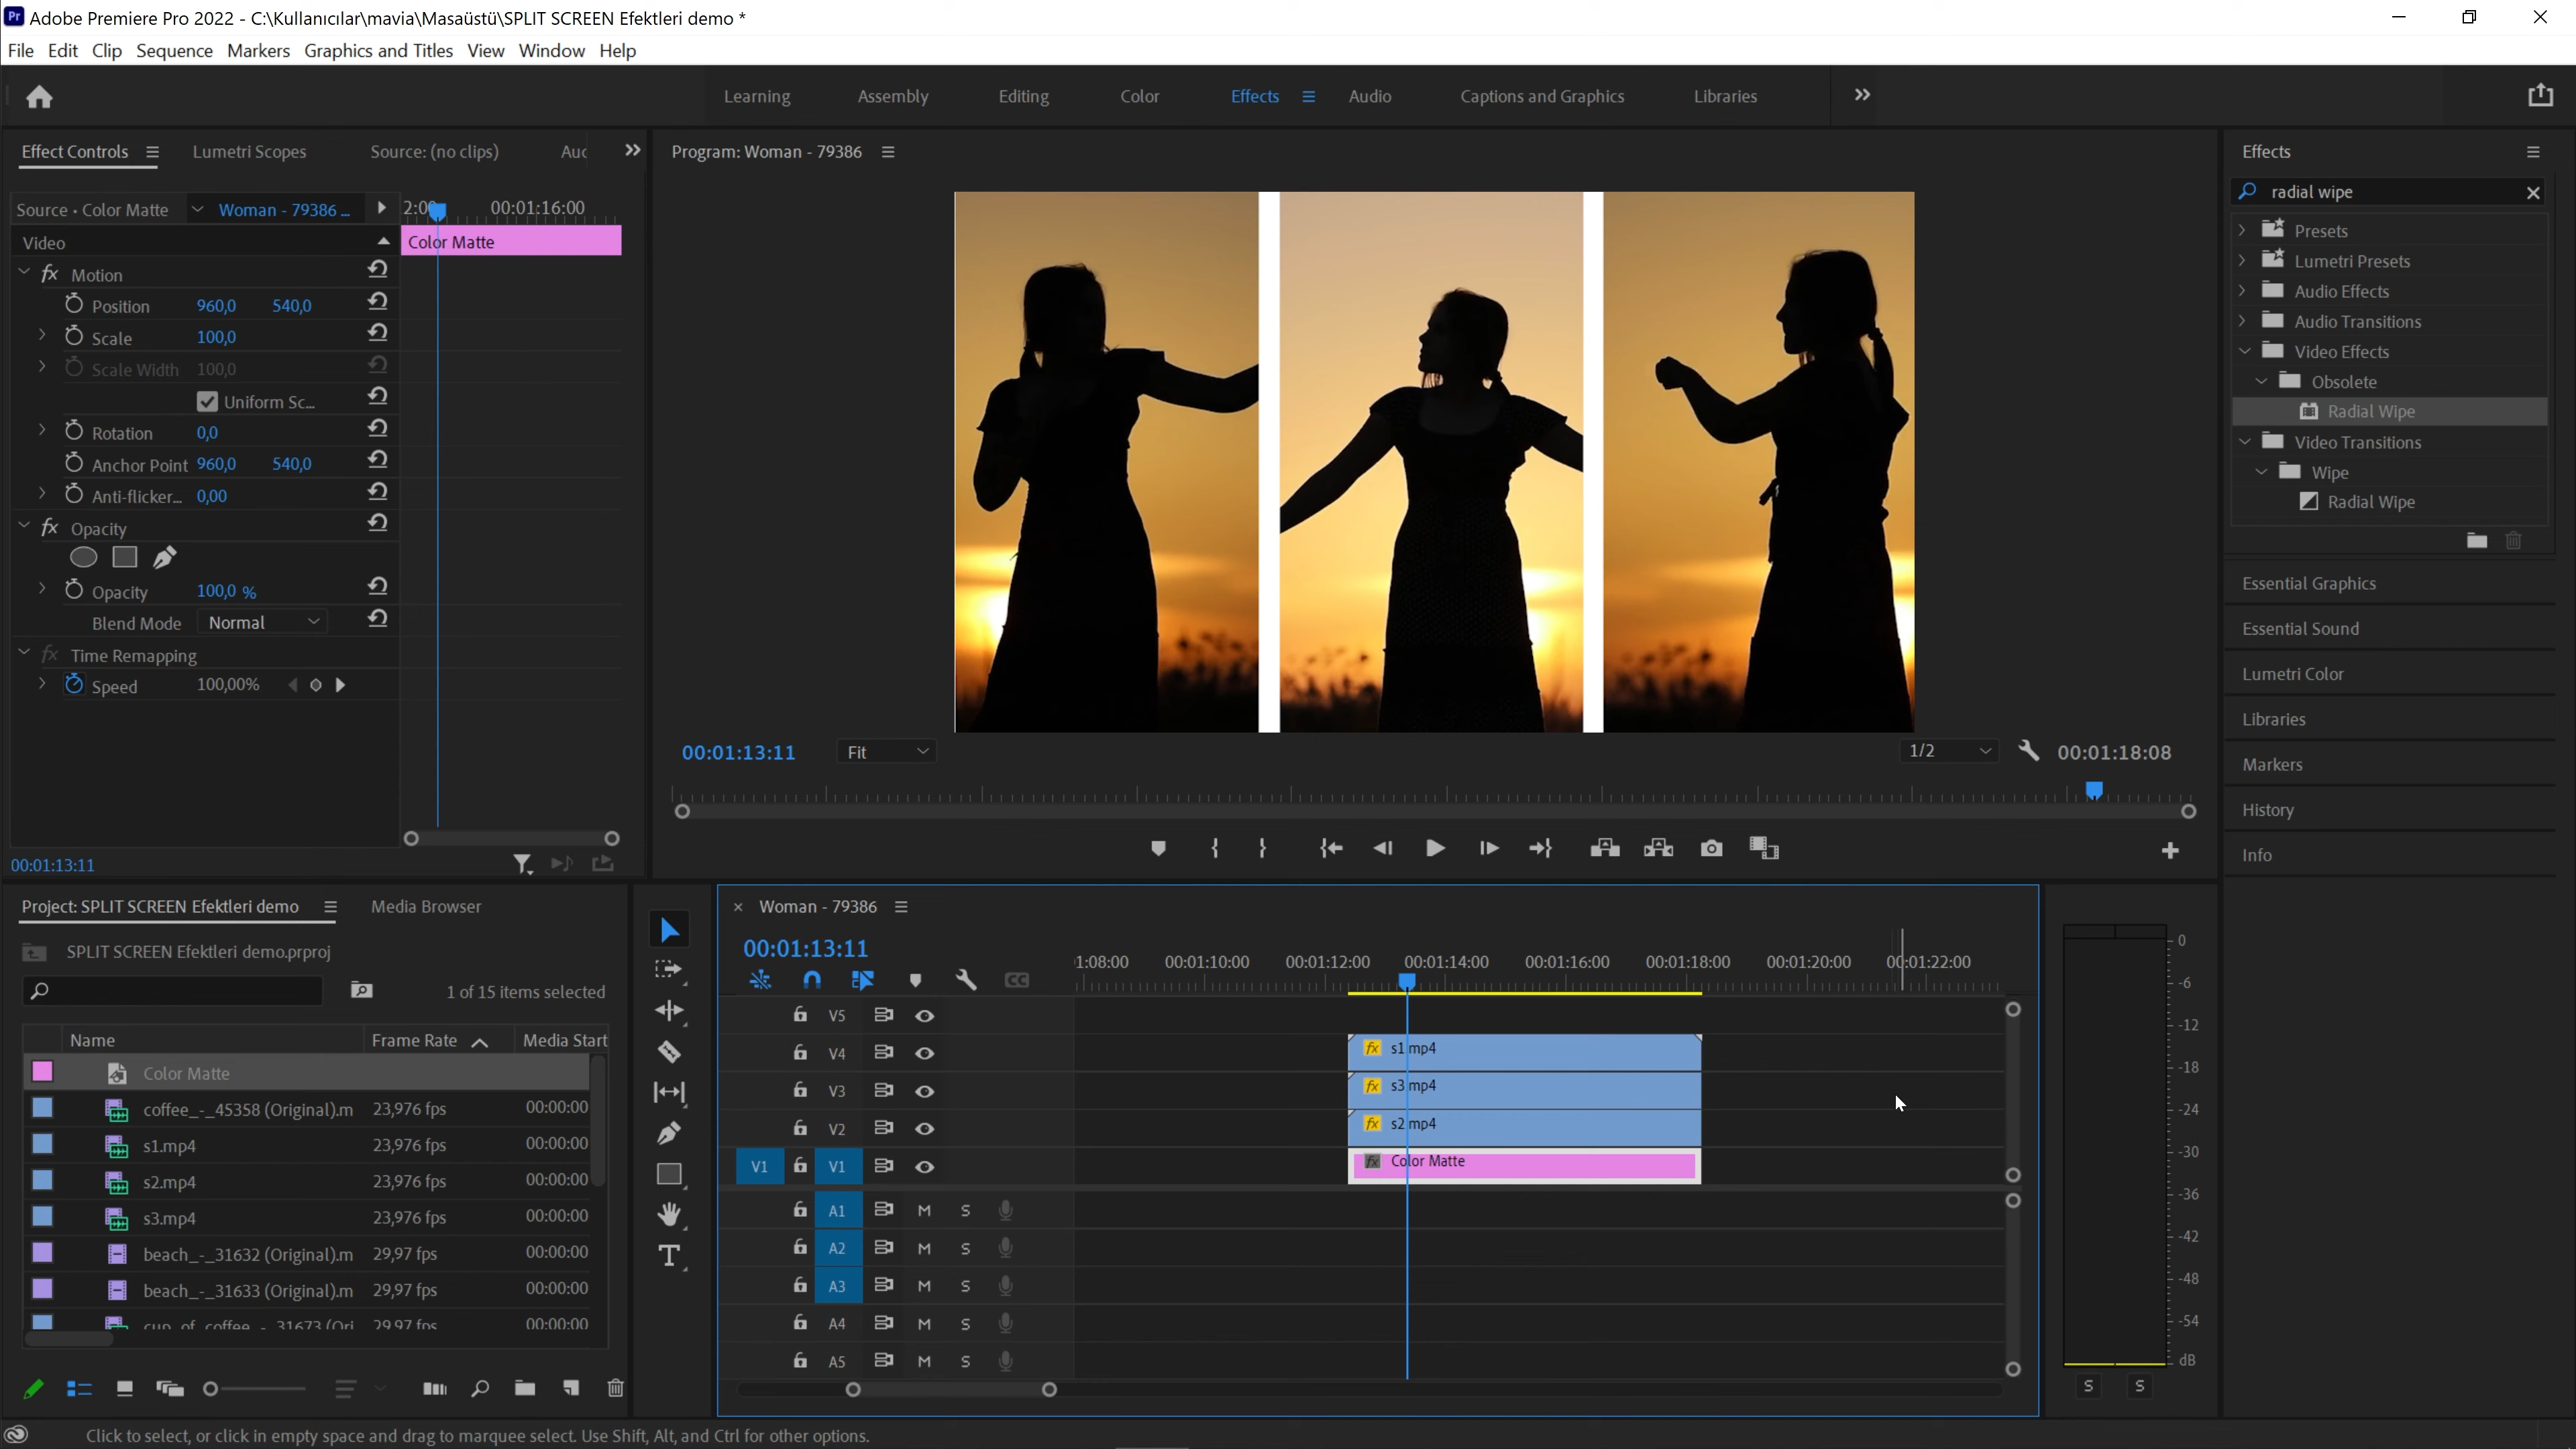 Adobe Premiere Pro 2022 - C:\Kullanıcılar\mavia\Masaüstü\SPLIT SCREEN Efektleri demo *
File Edit Clip Sequence Markers Graphics and Titles View Window Help
Learning Assembly Editing Color Effects Audio Captions and Graphics Libraries
Effect Controls Lumetri Scopes Source: (no clips) Auc
Source • Color Matte Woman - 79386 ... 2:00 00:01:16:00
Video Color Matte
fx Motion
Position 960,0 540,0
Scale 100,0
Scale Width 100,0
Uniform Sc...
Rotation 0,0
Anchor Point 960,0 540,0
Anti-flicker... 0,00
fx Opacity
Opacity 100,0 %
Blend Mode Normal
fx Time Remapping
Speed 100,00%
00:01:13:11
Program: Woman - 79386
00:01:13:11 Fit 1/2 00:01:18:08
Effects
radial wipe
Presets
Lumetri Presets
Audio Effects
Audio Transitions
Video Effects
Obsolete
Radial Wipe
Video Transitions
Wipe
Radial Wipe
Essential Graphics
Essential Sound
Lumetri Color
Libraries
Markers
History
Info
Project: SPLIT SCREEN Efektleri demo Media Browser
SPLIT SCREEN Efektleri demo.prproj
1 of 15 items selected
Name Frame Rate Media Start
Color Matte
coffee_-_45358 (Original).m 23,976 fps 00:00:00
s1.mp4 23,976 fps 00:00:00
s2.mp4 23,976 fps 00:00:00
s3.mp4 23,976 fps 00:00:00
beach_-_31632 (Original).m 29,97 fps 00:00:00
beach_-_31633 (Original).m 29,97 fps 00:00:00
cup_of_coffee_-_31673 (Ori 29,97 fps 00:00:00
Woman - 79386
00:01:13:11
1:08:00 00:01:10:00 00:01:12:00 00:01:14:00 00:01:16:00 00:01:18:00 00:01:20:00 00:01:22:00
V5
V4 fx s1.mp4
V3 fx s3.mp4
V2 fx s2.mp4
V1 V1 fx Color Matte
A1 M S
A2 M S
A3 M S
A4 M S
A5 M S
0
-6
-12
-18
-24
-30
-36
-42
-48
-54
dB
S S
Click to select, or click in empty space and drag to marquee select. Use Shift, Alt, and Ctrl for other options.